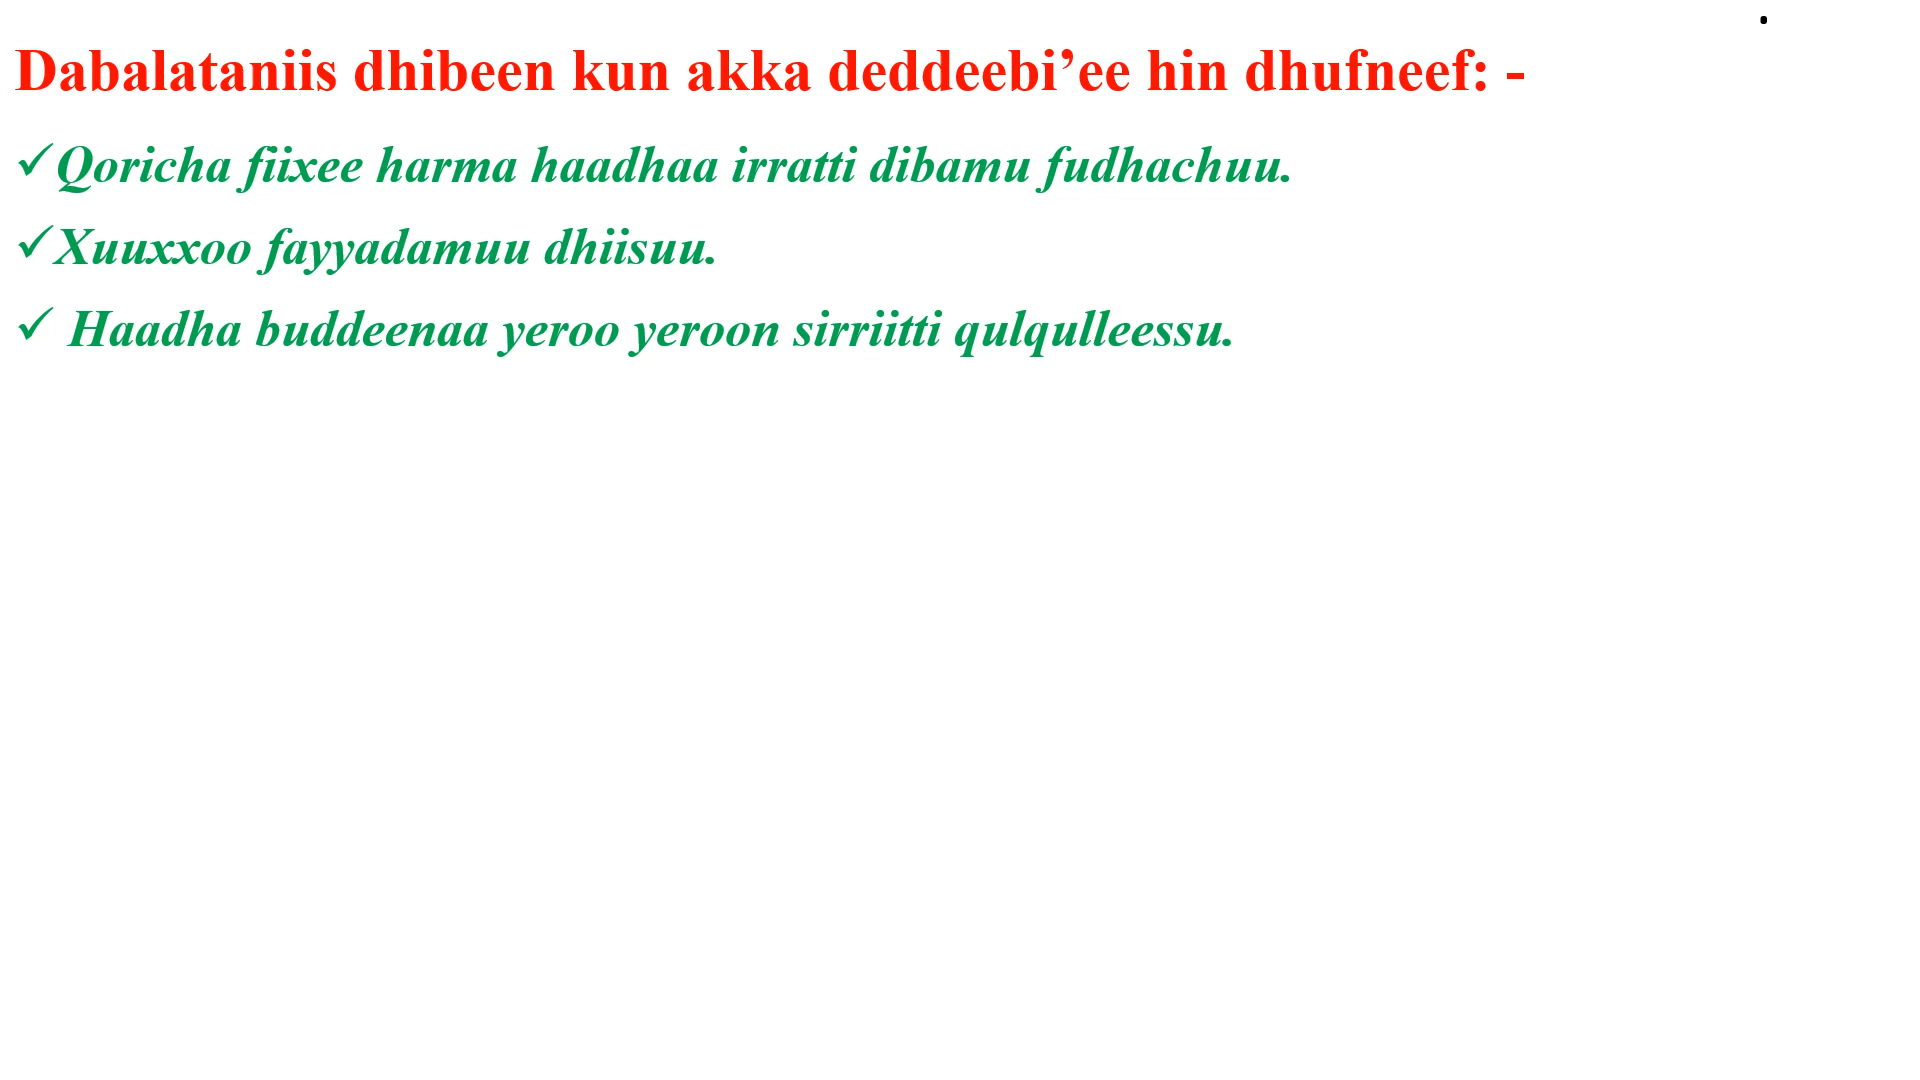 .
Dabalataniis dhibeen kun akka deddeebi’ee hin dhufneef: -
✓Qoricha fiixee harma haadhaa irratti dibamu fudhachuu.
✓Xuuxxoo fayyadamuu dhiisuu.
✓ Haadha buddeenaa yeroo yeroon sirriitti qulqulleessu.